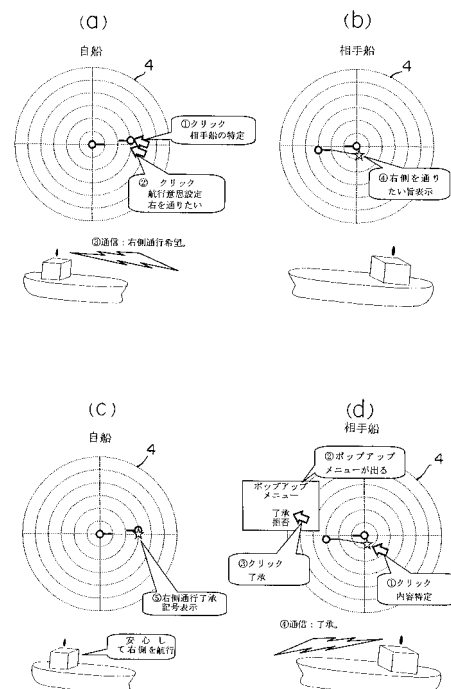 (a)
自船
4
①クリック
相手船の特定
② クリック
航行意思設定
右を通りたい
③通信：右側通行希望。
(b)
相手船
4
④右側を通り
たい旨表示
(c)
自船
4
⑤右側通行了承
記号表示
安心し
て右側を航行
(d)
相手船
4
②ポップアップ
メニューが出る
ポップアップ
メニュー
了承
拒否
③クリック
了承
①クリック
内容特定
④通信：了承。